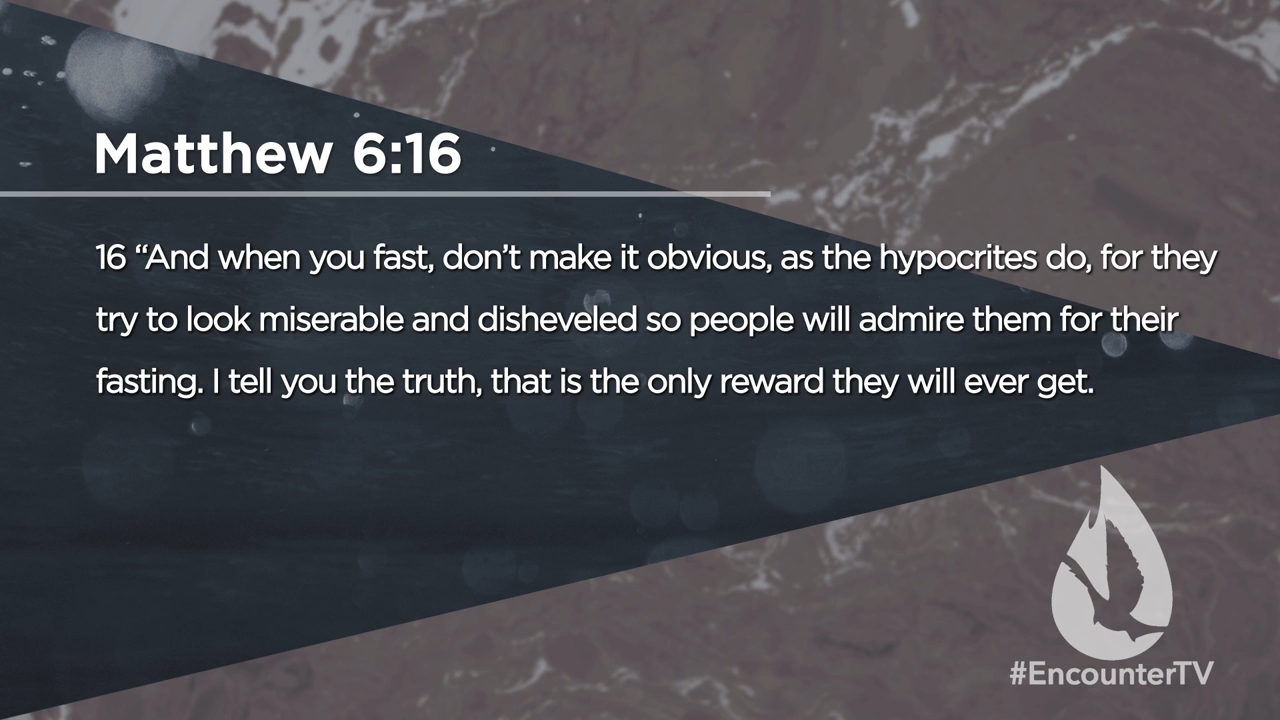 Matthew 6:16
16 “And when you fast, don’t make it obvious, as the hypocrites do, for they
try to look miserable and disheveled so people will admire them for their
fasting. I tell you the truth, that is the only reward they will ever get.
#EncounterTV